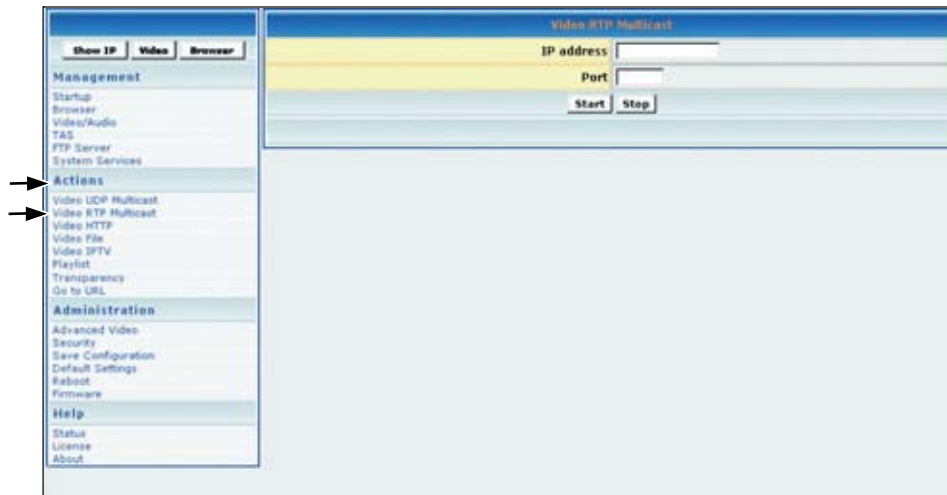 Show IP Video Browser
Management
Startup
Browser
Video/Audio
TAS
FTP Server
System Services
Actions
Video UDP Multicast
Video RTP Multicast
Video HTTP
Video File
Video IPTV
Playlist
Transparency
Go to URL
Administration
Advanced Video
Security
Save Configuration
Default Settings
Reboot
Firmware
Help
Status
License
About
Video RTP Multicast
IP address
Port
Start Stop